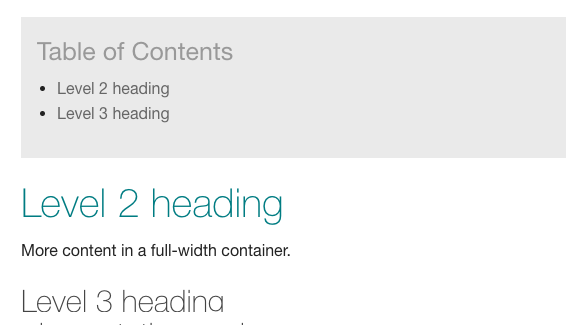 Table of Contents
Level 2 heading
Level 3 heading
Level 2 heading
More content in a full-width container.
Level 3 heading